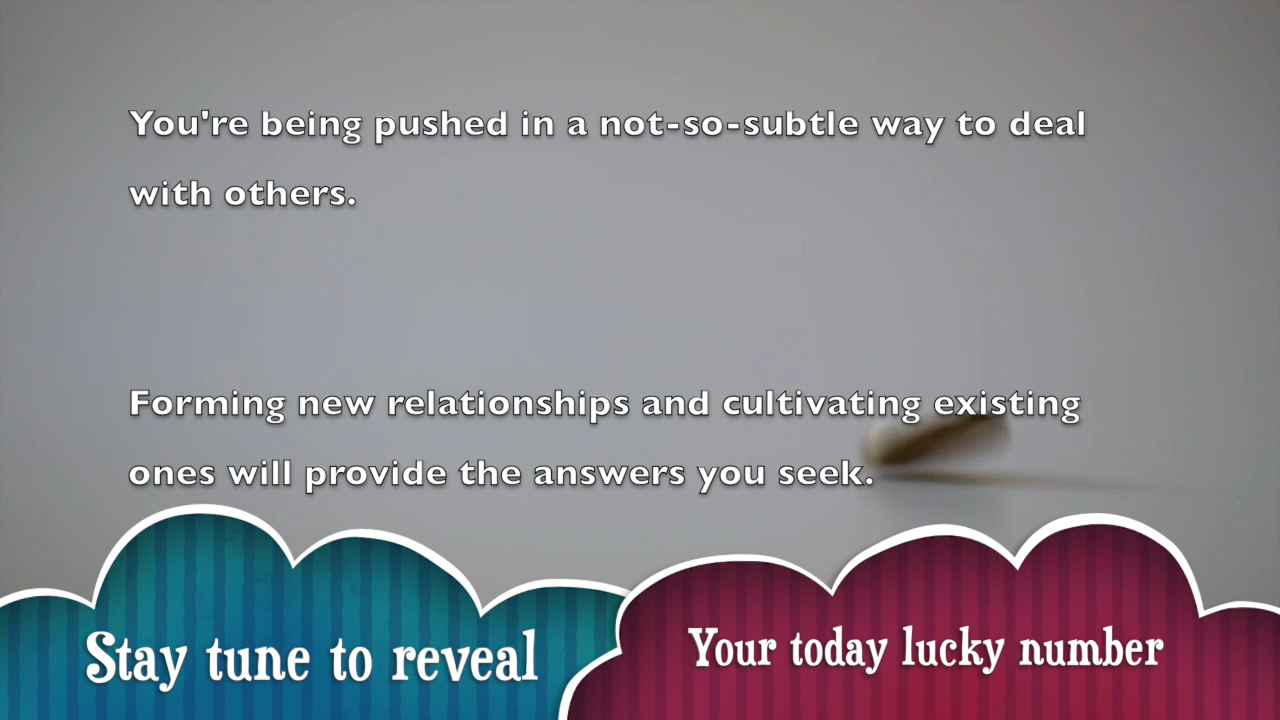 You're being pushed in a not-so-subtle way to deal
with others.
Forming new relationships and cultivating existing
ones will provide the answers you seek.
Stay tune to reveal
Your today lucky number